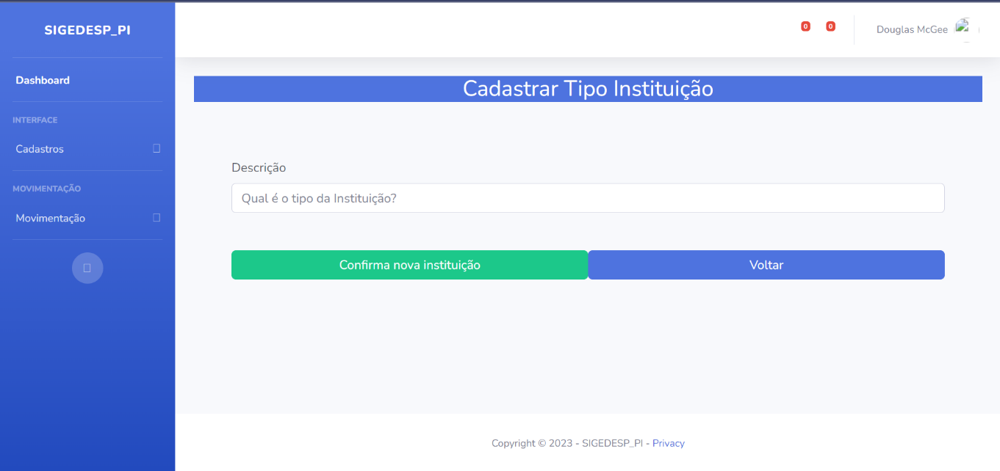 SIGEDESP_PI
0
0
Douglas McGee
Dashboard
INTERFACE
Cadastros
MOVIMENTAÇÃO
Movimentação
Cadastrar Tipo Instituição
Descrição
Qual é o tipo da Instituição?
Confirma nova instituição
Voltar
Copyright © 2023 - SIGEDESP_PI - Privacy